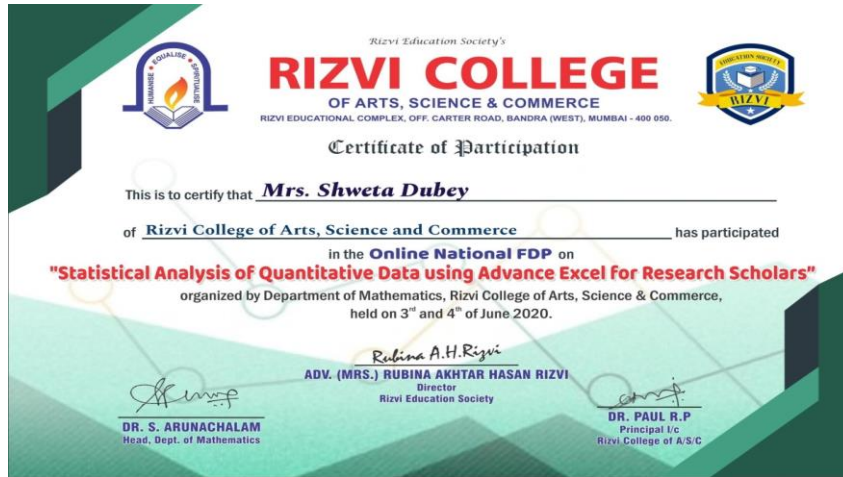 Rizvi Education Society's
HUMANISE • EQUALISE • SPIRITUALISE
RIZVI COLLEGE
EDUCATION SOCIETY
RIZVI
OF ARTS, SCIENCE & COMMERCE
RIZVI EDUCATIONAL COMPLEX, OFF. CARTER ROAD, BANDRA (WEST), MUMBAI - 400 050.
Certificate of Participation
This is to certify that Mrs. Shweta Dubey
of Rizvi College of Arts, Science and Commerce has participated
in the Online National FDP on
"Statistical Analysis of Quantitative Data using Advance Excel for Research Scholars"
organized by Department of Mathematics, Rizvi College of Arts, Science & Commerce,
held on 3rd and 4th of June 2020.
Rubina A.H.Rizvi
ADV. (MRS.) RUBINA AKHTAR HASAN RIZVI
Director
Rizvi Education Society
DR. S. ARUNACHALAM
Head, Dept. of Mathematics
DR. PAUL R.P
Principal I/c
Rizvi College of A/S/C